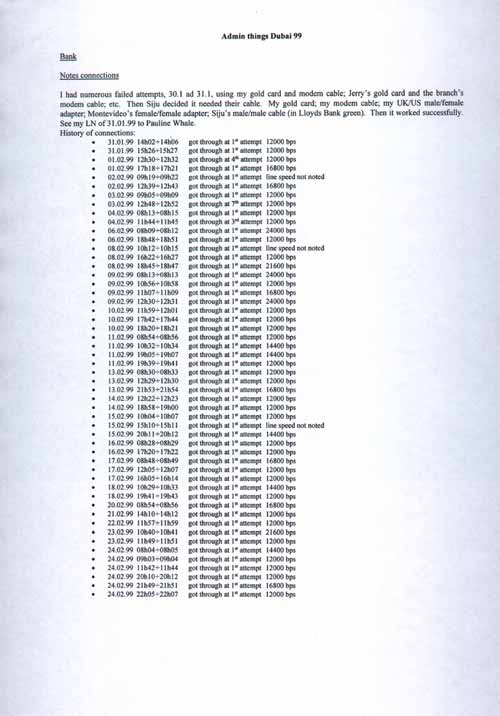 Admin things Dubai 99
Bank
Notes connections
I had numerous failed attempts, 30.1 ad 31.1, using my gold card and modem cable; Jerry's gold card and the branch's
modem cable; etc. Then Siju decided it needed their cable. My gold card; my modem cable; my UK/US male/female
adapter; Montevideo's female/female adapter; Siju's male/male cable (in Lloyds Bank green). Then it worked successfully.
See my LN of 31.01.99 to Pauline Whale.
History of connections:
• 31.01.99 14h02÷14h06 got through at 1st attempt 12000 bps
• 31.01.99 15h26÷15h27 got through at 1st attempt 12000 bps
• 01.02.99 12h30÷12h32 got through at 4th attempt 12000 bps
• 01.02.99 17h18÷17h21 got through at 1st attempt 16800 bps
• 02.02.99 09h19÷09h22 got through at 1st attempt line speed not noted
• 02.02.99 12h39÷12h43 got through at 1st attempt 16800 bps
• 03.02.99 09h05÷09h09 got through at 1st attempt 12000 bps
• 03.02.99 12h48÷12h52 got through at 7th attempt 12000 bps
• 04.02.99 08h13÷08h15 got through at 1st attempt 12000 bps
• 04.02.99 11h44÷11h45 got through at 3rd attempt 12000 bps
• 06.02.99 08h09÷08h12 got through at 1st attempt 24000 bps
• 06.02.99 18h48÷18h51 got through at 1st attempt 12000 bps
• 08.02.99 10h12÷10h15 got through at 1st attempt line speed not noted
• 08.02.99 16h22÷16h27 got through at 1st attempt 12000 bps
• 08.02.99 18h45÷18h47 got through at 1st attempt 21600 bps
• 09.02.99 08h13÷08h13 got through at 1st attempt 24000 bps
• 09.02.99 10h56÷10h58 got through at 1st attempt 12000 bps
• 09.02.99 11h07÷11h09 got through at 1st attempt 16800 bps
• 09.02.99 12h30÷12h31 got through at 1st attempt 24000 bps
• 10.02.99 11h59÷12h01 got through at 1st attempt 12000 bps
• 10.02.99 17h42÷17h44 got through at 1st attempt 12000 bps
• 10.02.99 18h20÷18h21 got through at 1st attempt 12000 bps
• 11.02.99 08h54÷08h56 got through at 1st attempt 12000 bps
• 11.02.99 10h32÷10h34 got through at 1st attempt 14400 bps
• 11.02.99 19h05÷19h07 got through at 1st attempt 14400 bps
• 11.02.99 19h39÷19h41 got through at 1st attempt 12000 bps
• 13.02.99 08h30÷08h33 got through at 1st attempt 12000 bps
• 13.02.99 12h29÷12h30 got through at 1st attempt 12000 bps
• 13.02.99 21h53÷21h54 got through at 1st attempt 16800 bps
• 14.02.99 12h22÷12h23 got through at 1st attempt 12000 bps
• 14.02.99 18h58÷19h00 got through at 1st attempt 12000 bps
• 15.02.99 10h04÷10h07 got through at 1st attempt 12000 bps
• 15.02.99 15h10÷15h11 got through at 1st attempt line speed not noted
• 15.02.99 20h11÷20h12 got through at 1st attempt 14400 bps
• 16.02.99 08h28÷08h29 got through at 1st attempt 12000 bps
• 16.02.99 17h20÷17h22 got through at 1st attempt 12000 bps
• 17.02.99 08h48÷08h49 got through at 1st attempt 16800 bps
• 17.02.99 12h05÷12h07 got through at 1st attempt 12000 bps
• 17.02.99 16h05÷16h14 got through at 1st attempt 12000 bps
• 18.02.99 10h29÷10h33 got through at 1st attempt 14400 bps
• 18.02.99 19h41÷19h43 got through at 1st attempt 12000 bps
• 20.02.99 08h54÷08h56 got through at 1st attempt 16800 bps
• 21.02.99 14h10÷14h12 got through at 1st attempt 12000 bps
• 22.02.99 11h57÷11h59 got through at 1st attempt 12000 bps
• 23.02.99 10h40÷10h41 got through at 1st attempt 21600 bps
• 23.02.99 11h49÷11h51 got through at 1st attempt 12000 bps
• 24.02.99 08h04÷08h05 got through at 1st attempt 14400 bps
• 24.02.99 09h03÷09h04 got through at 1st attempt 12000 bps
• 24.02.99 11h42÷11h44 got through at 1st attempt 12000 bps
• 24.02.99 20h10÷20h12 got through at 1st attempt 12000 bps
• 24.02.99 21h49÷21h51 got through at 1st attempt 16800 bps
• 24.02.99 22h05÷22h07 got through at 1st attempt 12000 bps